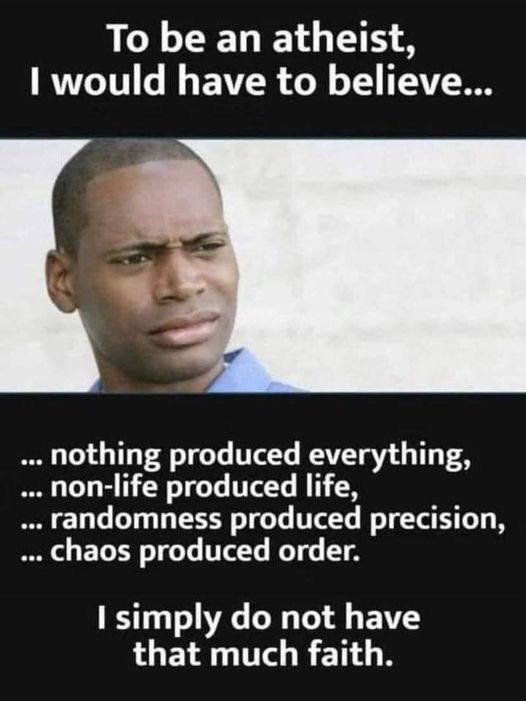 To be an atheist,
I would have to believe...
... nothing produced everything,
... non-life produced life,
... randomness produced precision,
... chaos produced order.
I simply do not have
that much faith.